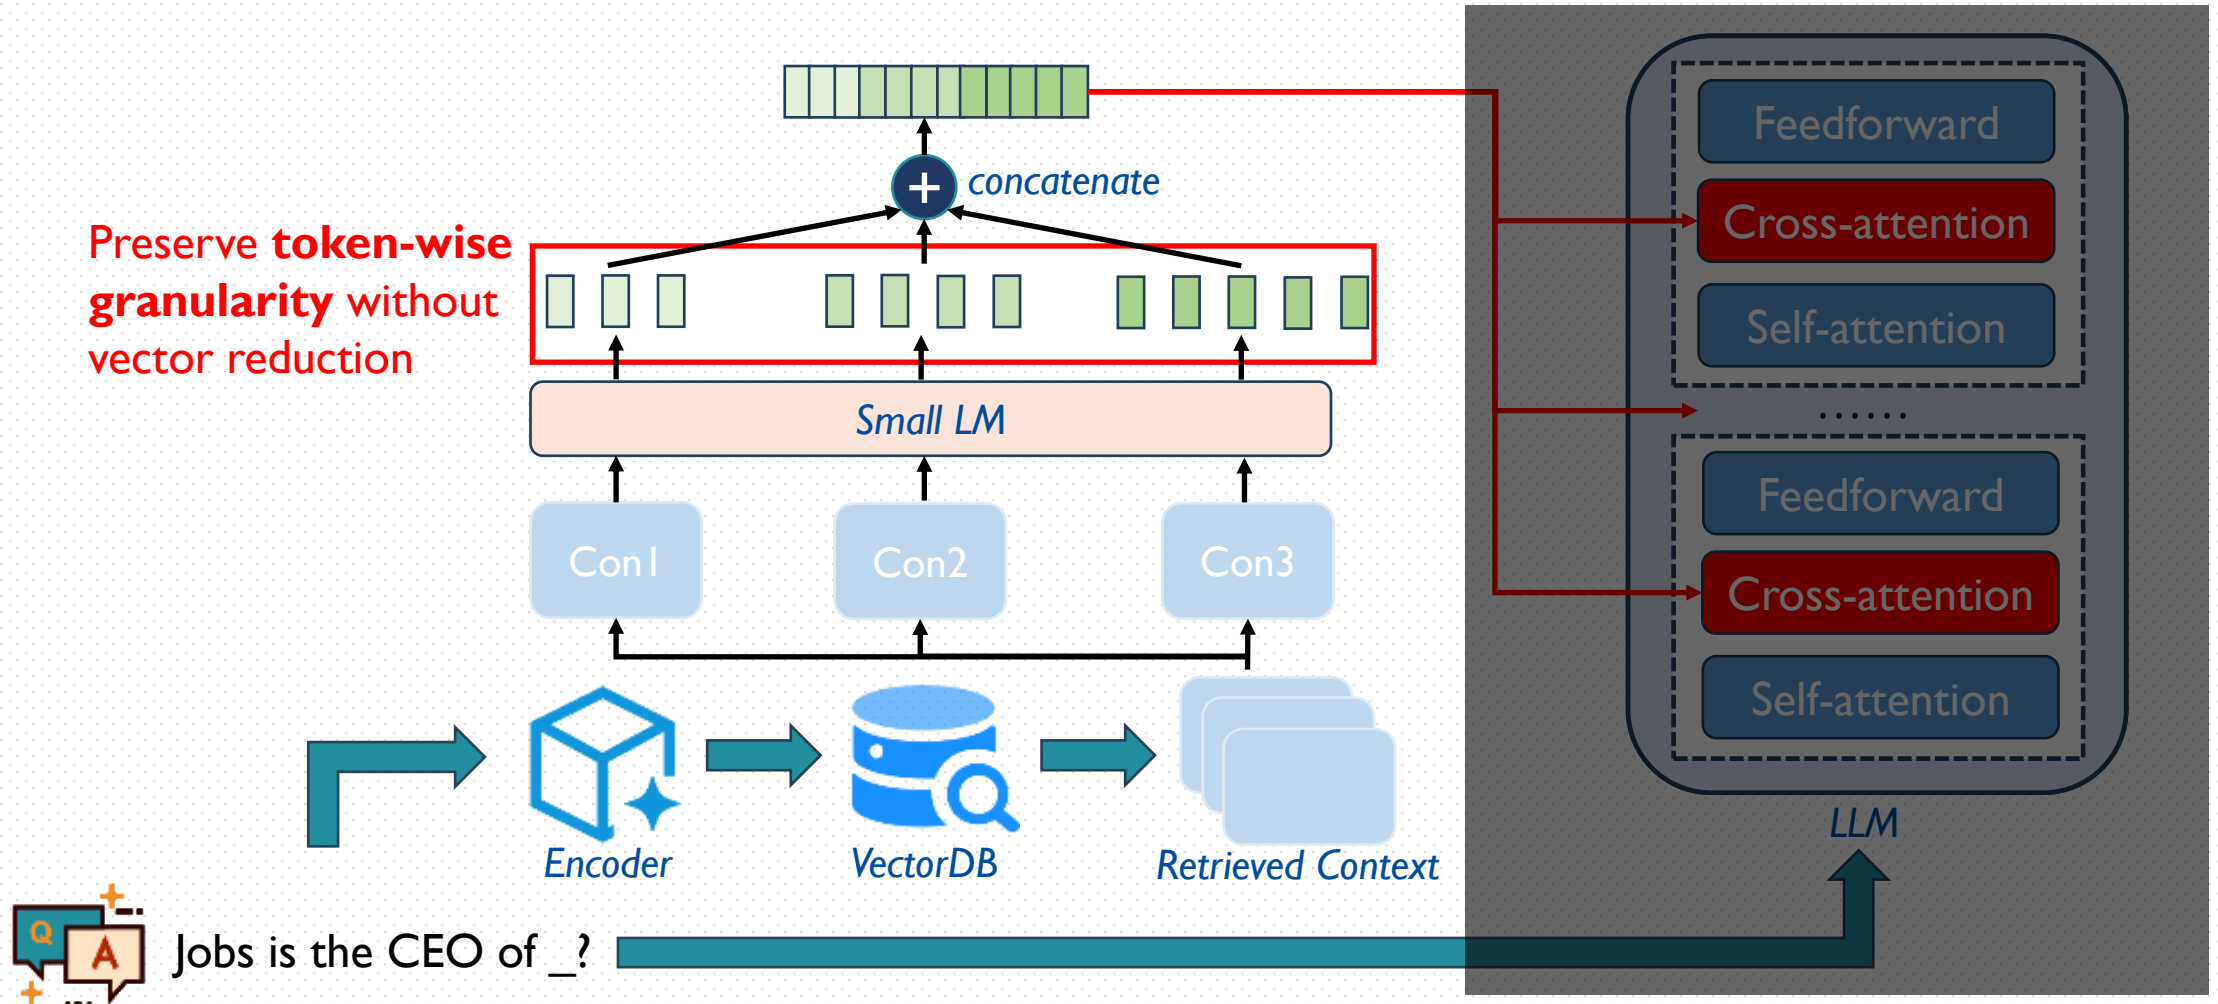 Feedforward
Cross-attention
Self-attention
......
Feedforward
Cross-attention
Self-attention
LLM
+ concatenate
Preserve token-wise
granularity without
vector reduction
Small LM
Con1 Con2 Con3
Encoder VectorDB Retrieved Context
Q A
Jobs is the CEO of _?